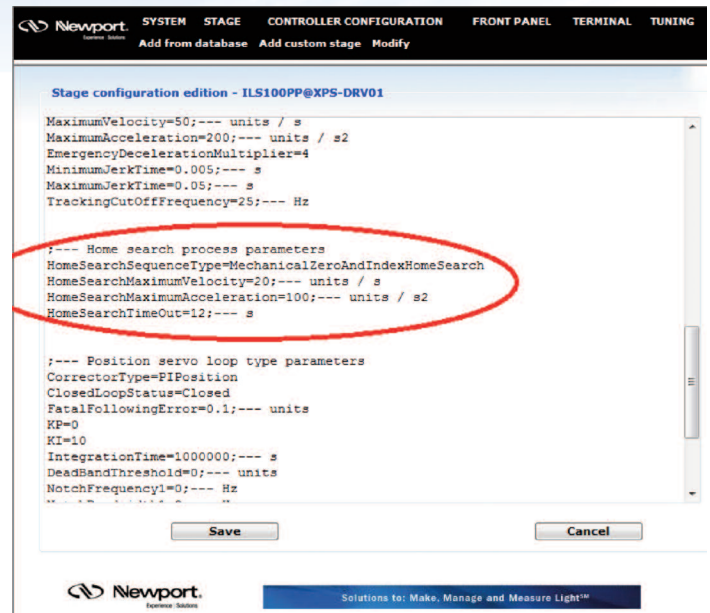 Newport. SYSTEM STAGE CONTROLLER CONFIGURATION FRONT PANEL TERMINAL TUNING
Experience | Solutions
Add from database Add custom stage Modify
Stage configuration edition - ILS100PP@XPS-DRV01
MaximumVelocity=50;--- units / s
MaximumAcceleration=200;--- units / s2
EmergencyDecelerationMultiplier=4
MinimumJerkTime=0.005;--- s
MaximumJerkTime=0.05;--- s
TrackingCutOffFrequency=25;--- Hz
;--- Home search process parameters
HomeSearchSequenceType=MechanicalZeroAndIndexHomeSearch
HomeSearchMaximumVelocity=20;--- units / s
HomeSearchMaximumAcceleration=100;--- units / s2
HomeSearchTimeOut=12;--- s
;--- Position servo loop type parameters
CorrectorType=PIPosition
ClosedLoopStatus=Closed
FatalFollowingError=0.1;--- units
KP=0
KI=10
IntegrationTime=1000000;--- s
DeadBandThreshold=0;--- units
NotchFrequency1=0;--- Hz
Save Cancel
Newport. Solutions to: Make, Manage and Measure Light℠
Experience | Solutions